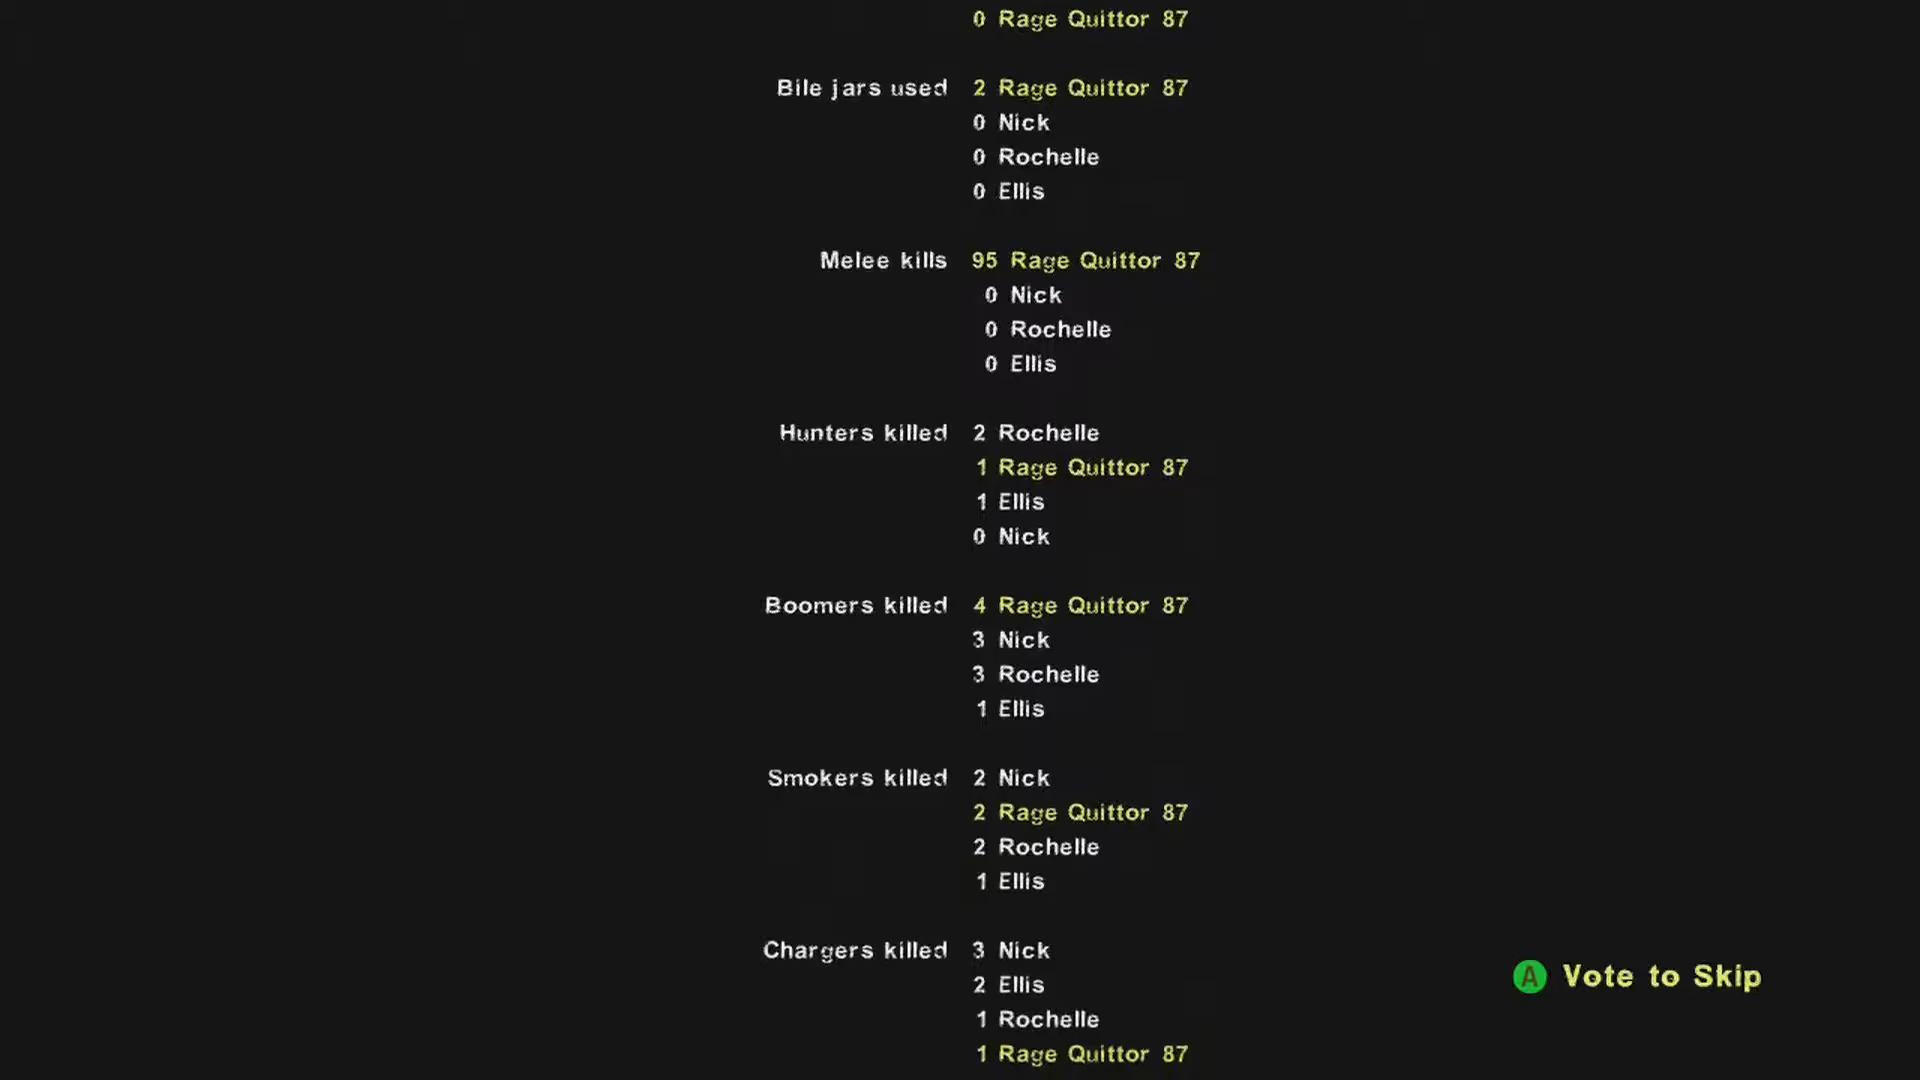 0 Rage Quittor 87
Bile jars used 2 Rage Quittor 87
0 Nick
0 Rochelle
0 Ellis
Melee kills 95 Rage Quittor 87
0 Nick
0 Rochelle
0 Ellis
Hunters killed 2 Rochelle
1 Rage Quittor 87
1 Ellis
0 Nick
Boomers killed 4 Rage Quittor 87
3 Nick
3 Rochelle
1 Ellis
Smokers killed 2 Nick
2 Rage Quittor 87
2 Rochelle
1 Ellis
Chargers killed 3 Nick
2 Ellis
1 Rochelle
1 Rage Quittor 87
A Vote to Skip